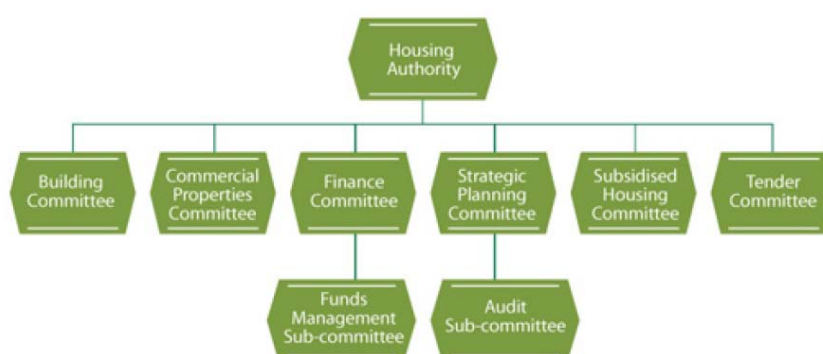 Housing
Authority
Building
Committee
Commercial
Properties
Committee
Finance
Committee
Strategic
Planning
Committee
Subsidised
Housing
Committee
Tender
Committee
Funds
Management
Sub-committee
Audit
Sub-committee